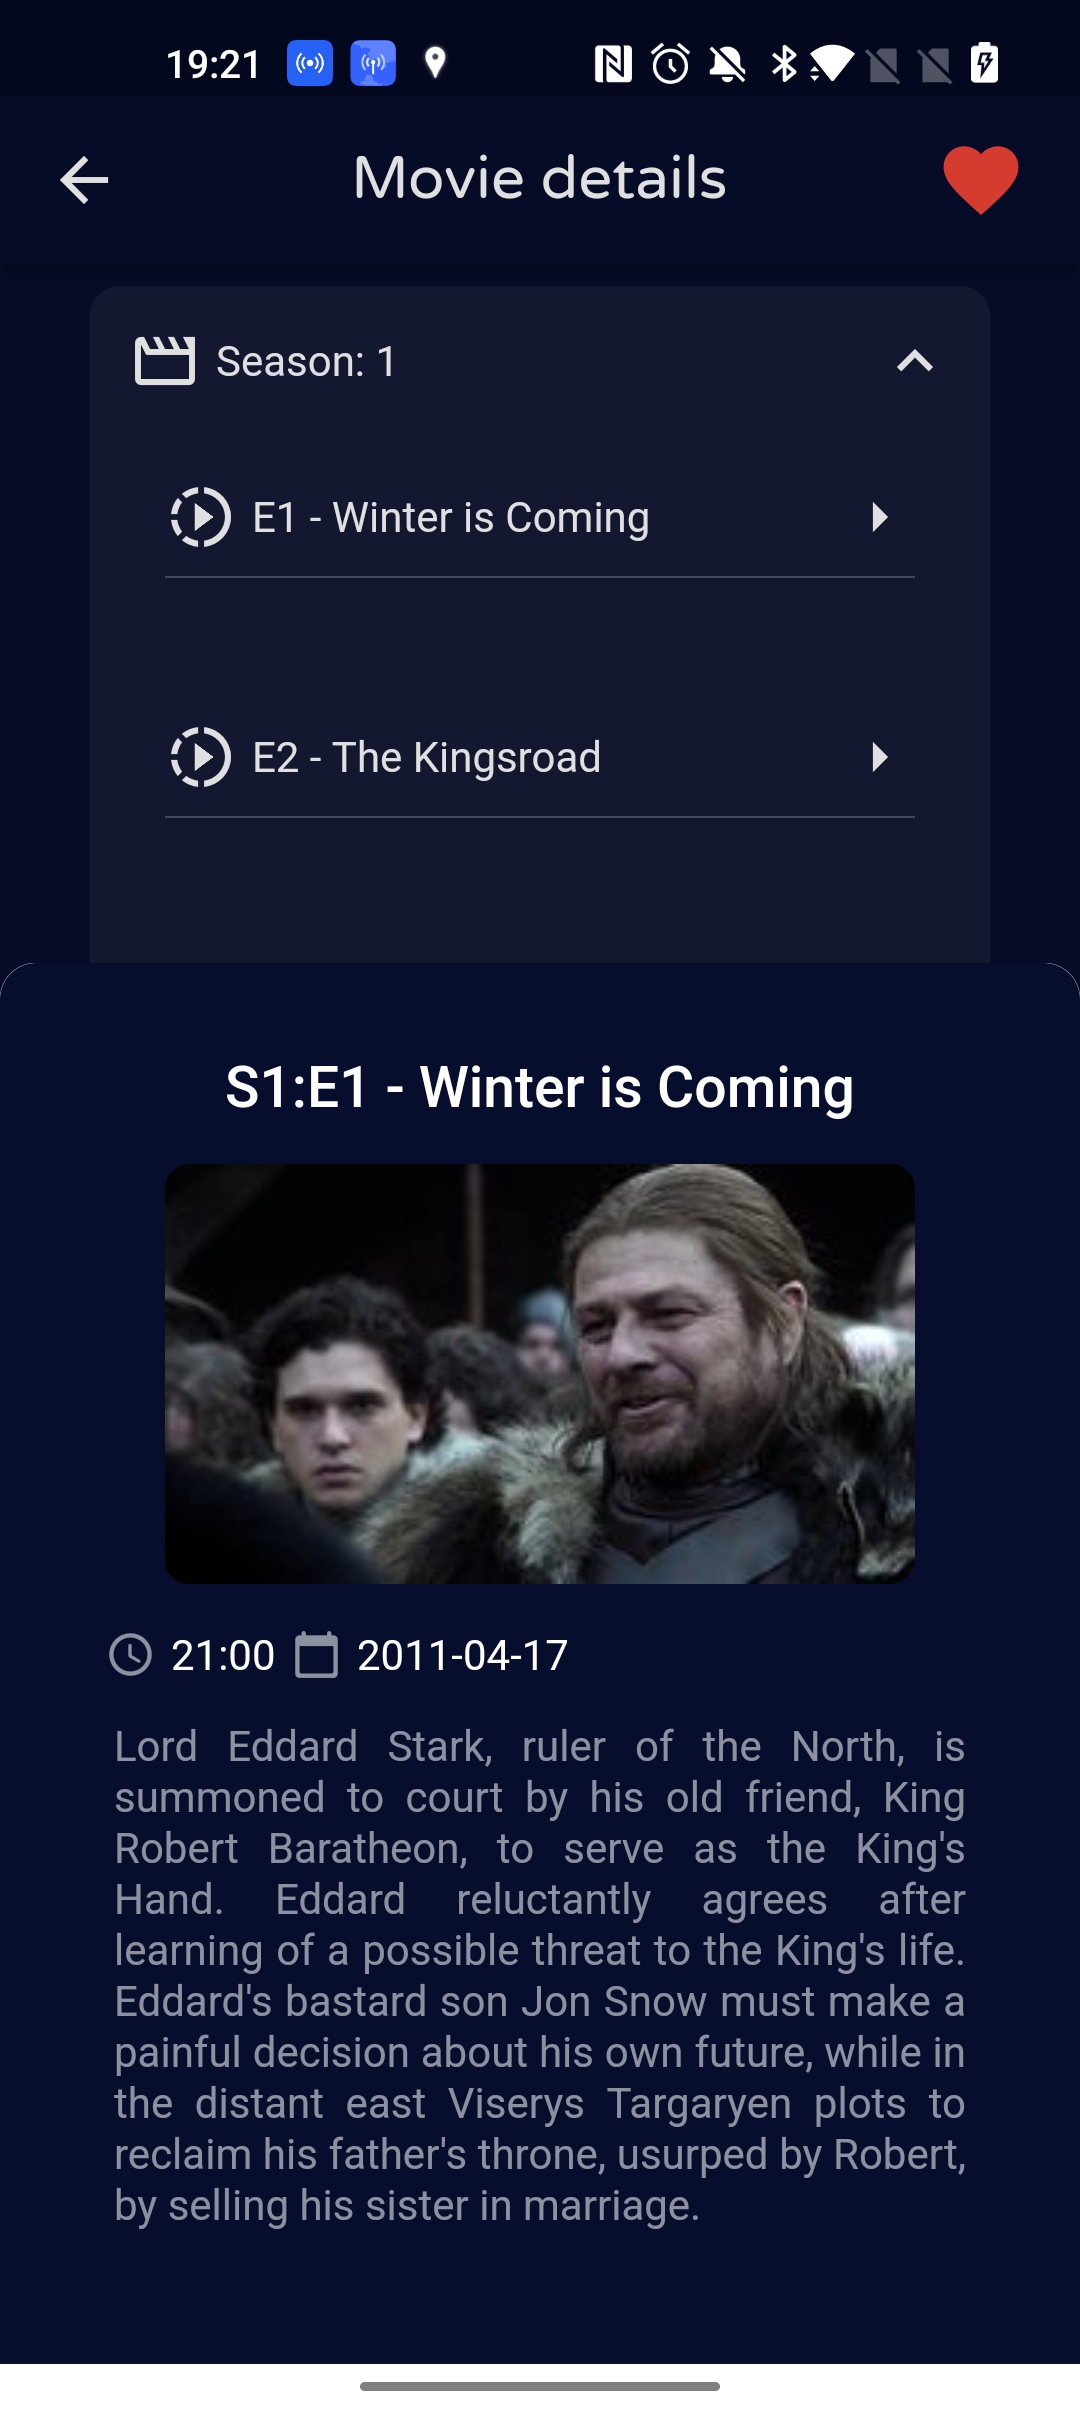 19:21
Movie details
Season: 1
E1 - Winter is Coming
E2 - The Kingsroad
S1:E1 - Winter is Coming
21:00 2011-04-17
Lord Eddard Stark, ruler of the North, is
summoned to court by his old friend, King
Robert Baratheon, to serve as the King's
Hand. Eddard reluctantly agrees after
learning of a possible threat to the King's life.
Eddard's bastard son Jon Snow must make a
painful decision about his own future, while in
the distant east Viserys Targaryen plots to
reclaim his father's throne, usurped by Robert,
by selling his sister in marriage.